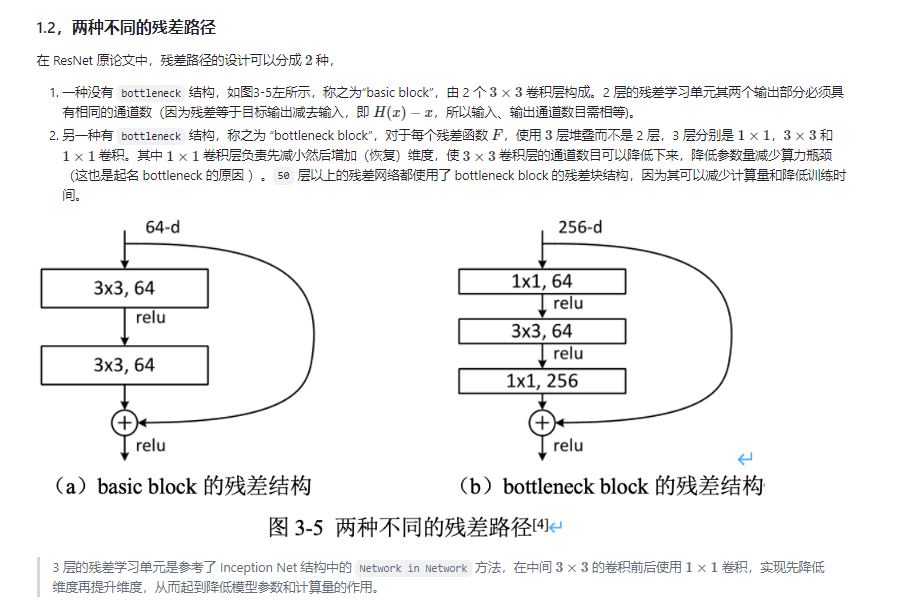 1.2，两种不同的残差路径
在 ResNet 原论文中，残差路径的设计可以分成 2 种，
1. 一种没有 bottleneck 结构，如图3-5左所示，称之为“basic block”，由 2 个 3 × 3 卷积层构成。2 层的残差学习单元其两个输出部分必须具
有相同的通道数（因为残差等于目标输出减去输入，即 H(x) − x，所以输入、输出通道数目需相等）。
2. 另一种有 bottleneck 结构，称之为 “bottleneck block”，对于每个残差函数 F，使用 3 层堆叠而不是 2 层，3 层分别是 1 × 1，3 × 3 和
1 × 1 卷积。其中 1 × 1 卷积层负责先减小然后增加（恢复）维度，使 3 × 3 卷积层的通道数目可以降低下来，降低参数量减少算力瓶颈
（这也是起名 bottleneck 的原因 ）。 50 层以上的残差网络都使用了 bottleneck block 的残差块结构，因为其可以减少计算量和降低训练时
间。
64-d
3x3, 64
relu
3x3, 64
+
relu
（a）basic block 的残差结构
256-d
1x1, 64
relu
3x3, 64
relu
1x1, 256
+
relu
（b）bottleneck block 的残差结构
图 3-5 两种不同的残差路径[4]
3 层的残差学习单元是参考了 Inception Net 结构中的 Network in Network 方法，在中间 3 × 3 的卷积前后使用 1 × 1 卷积，实现先降低
维度再提升维度，从而起到降低模型参数和计算量的作用。